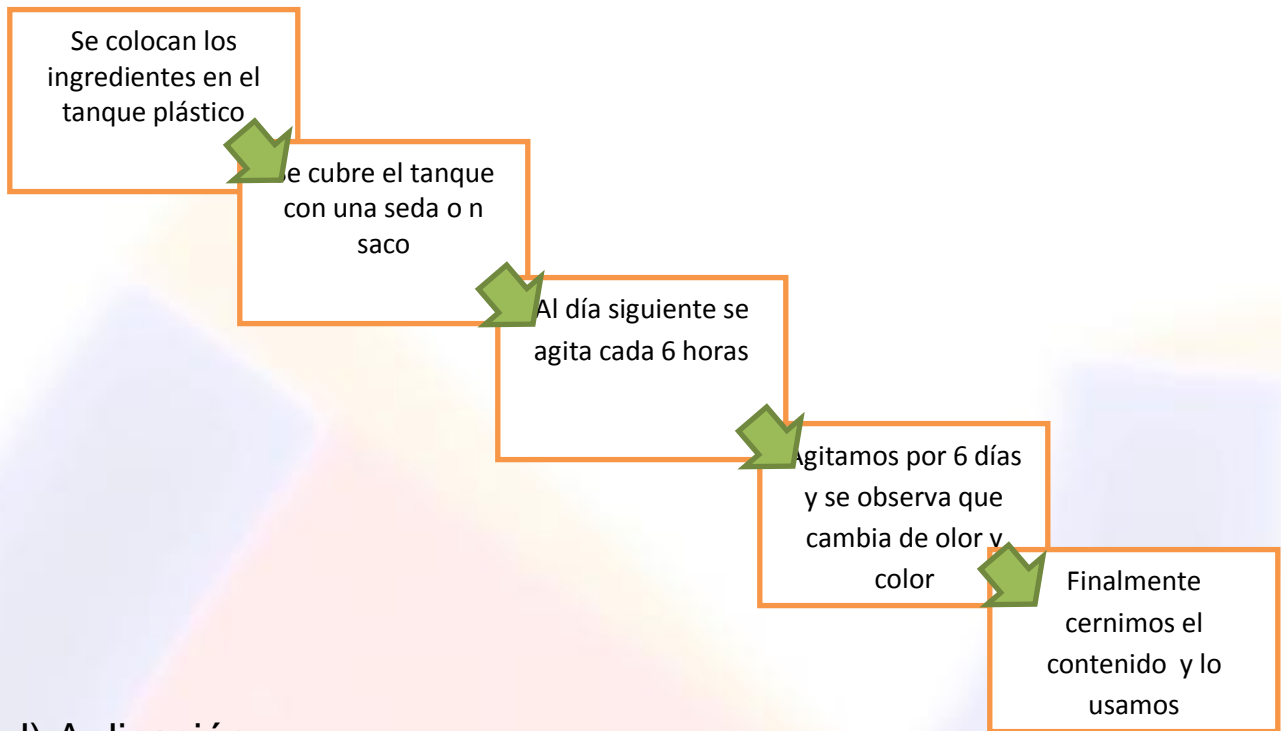 Se colocan los
ingredientes en el
tanque plástico
e cubre el tanque
con una seda o n
saco
Al día siguiente se
agita cada 6 horas
Agitamos por 6 días
y se observa que
cambia de olor y
color
Finalmente
cernimos el
contenido y lo
usamos